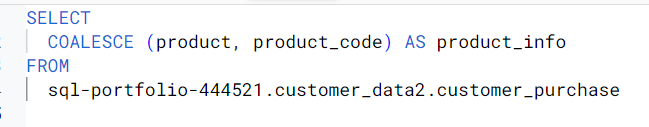 SELECT
COALESCE (product, product_code) AS product_info
FROM
sql-portfolio-444521.customer_data2.customer_purchase